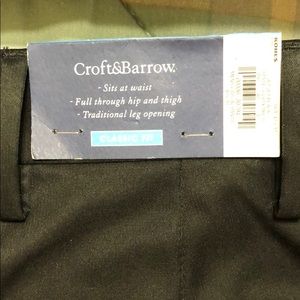 Croft&Barrow.
- Sits at waist
- Full through hip and thigh
- Traditional leg opening
CLASSIC FIT
KOHL'S